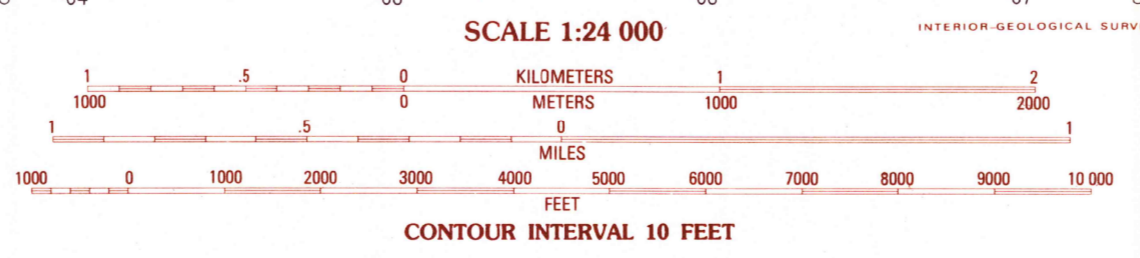 SCALE 1:24 000
INTERIOR-GEOLOGICAL
1 .5 0 KILOMETERS 1 2
1000 0 METERS 1000 2000
1 .5 0 1
MILES
1000 0 1000 2000 3000 4000 5000 6000 7000 8000 9000 10 000
FEET
CONTOUR INTERVAL 10 FEET